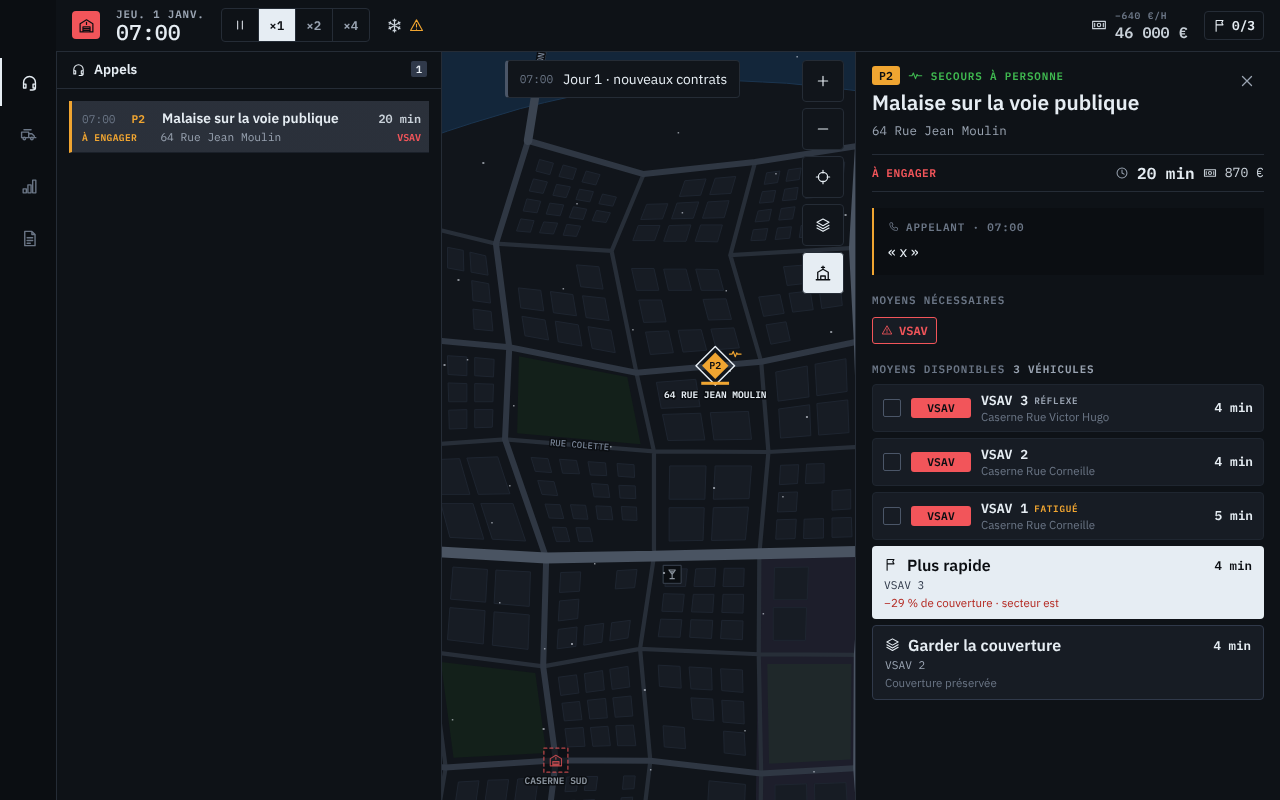 JEU. 1 JANV.
07:00
×1 ×2 ×4
−640 €/H
46 000 €
0/3
Appels 1
07:00 P2 Malaise sur la voie publique 20 min
À ENGAGER 64 Rue Jean Moulin VSAV
07:00 Jour 1 · nouveaux contrats
P2
64 RUE JEAN MOULIN
RUE COLETTE
CASERNE SUD
P2 SECOURS À PERSONNE
Malaise sur la voie publique
64 Rue Jean Moulin
À ENGAGER 20 min 870 €
APPELANT · 07:00
« x »
MOYENS NÉCESSAIRES
VSAV
MOYENS DISPONIBLES 3 VÉHICULES
VSAV VSAV 3 RÉFLEXE 4 min
Caserne Rue Victor Hugo
VSAV VSAV 2 4 min
Caserne Rue Corneille
VSAV VSAV 1 FATIGUÉ 5 min
Caserne Rue Corneille
Plus rapide 4 min
VSAV 3
−29 % de couverture · secteur est
Garder la couverture 4 min
VSAV 2
Couverture préservée